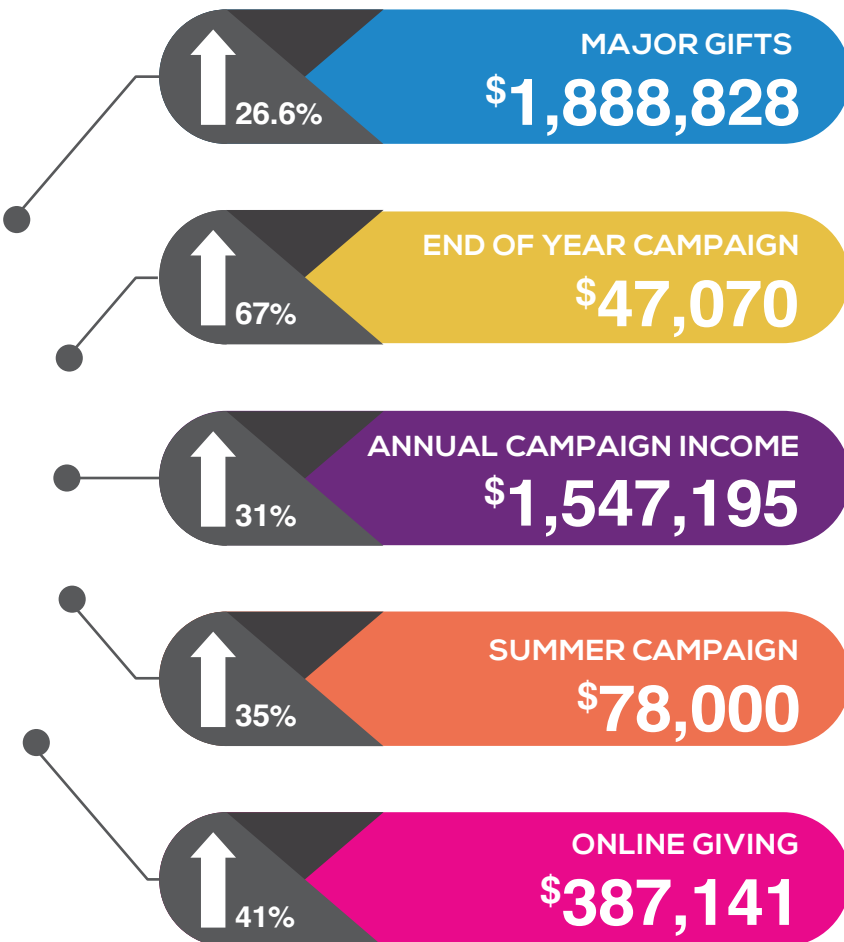 MAJOR GIFTS
$1,888,828
26.6%
END OF YEAR CAMPAIGN
$47,070
67%
ANNUAL CAMPAIGN INCOME
$1,547,195
31%
SUMMER CAMPAIGN
$78,000
35%
ONLINE GIVING
$387,141
41%